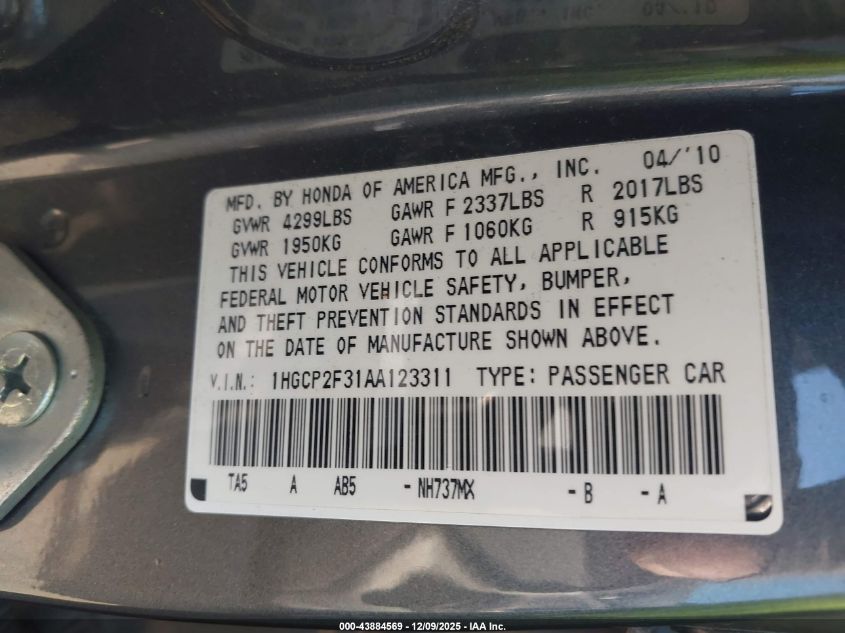 MFD. BY HONDA OF AMERICA MFG., INC. 04/'10
GVWR 4299LBS GAWR F 2337LBS R 2017LBS
GVWR 1950KG GAWR F 1060KG R 915KG
THIS VEHICLE CONFORMS TO ALL APPLICABLE
FEDERAL MOTOR VEHICLE SAFETY, BUMPER,
AND THEFT PREVENTION STANDARDS IN EFFECT
ON THE DATE OF MANUFACTURE SHOWN ABOVE.
V.I.N.: 1HGCP2F31AA123311 TYPE: PASSENGER CAR
TA5 A AB5 - NH737MX - B - A
000-43884569 - 12/09/2025 - IAA Inc.